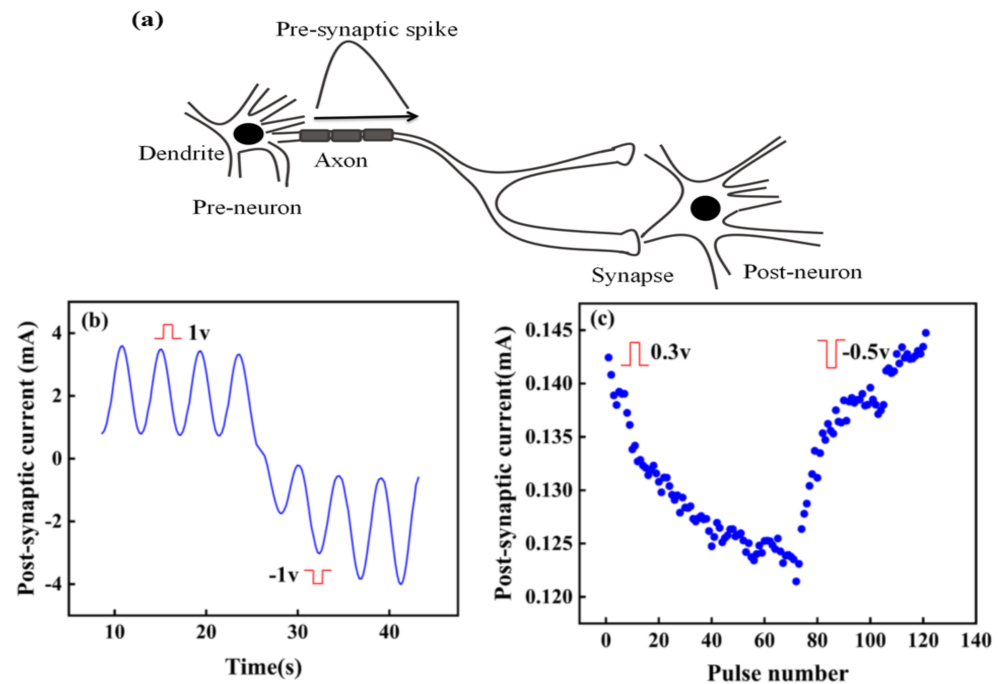 (a)
Pre-synaptic spike
Dendrite
Axon
Pre-neuron
Synapse
Post-neuron
(b)
1v
-1v
Post-synaptic current (mA)
4
2
0
-2
-4
10
20
30
40
Time(s)
(c)
0.3v
-0.5v
Post-synaptic current(mA)
0.145
0.140
0.135
0.130
0.125
0.120
0
20
40
60
80
100
120
140
Pulse number